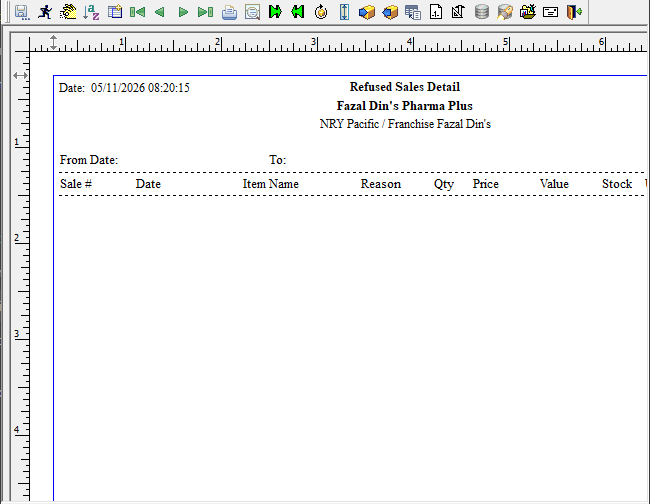 1 2 3 4 5 6
Date: 05/11/2026 08:20:15
Refused Sales Detail
Fazal Din's Pharma Plus
NRY Pacific / Franchise Fazal Din's
1
From Date: To:
Sale # Date Item Name Reason Qty Price Value Stock
2
3
4